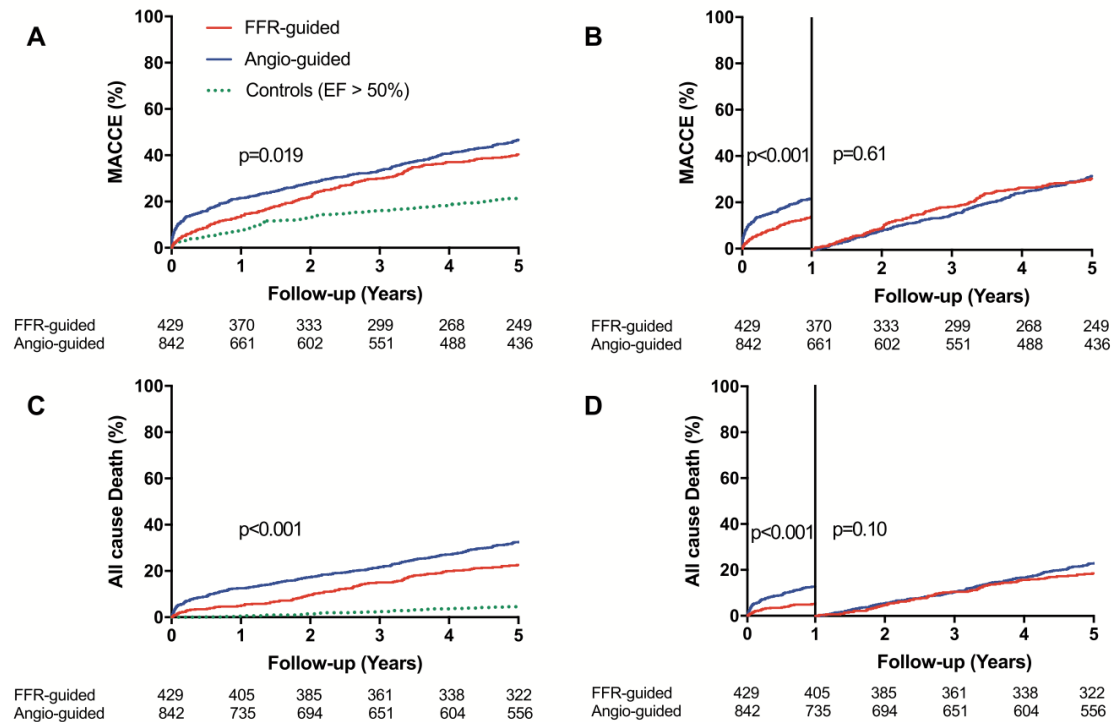 A
MACCE (%)
100
80
60
40
20
0
FFR-guided
Angio-guided
Controls (EF > 50%)
p=0.019
0 1 2 3 4 5
Follow-up (Years)
FFR-guided 429 370 333 299 268 249
Angio-guided 842 661 602 551 488 436
B
MACCE (%)
100
80
60
40
20
0
p<0.001 p=0.61
0 1 2 3 4 5
Follow-up (Years)
FFR-guided 429 370 333 299 268 249
Angio-guided 842 661 602 551 488 436
C
All cause Death (%)
100
80
60
40
20
0
p<0.001
0 1 2 3 4 5
Follow-up (Years)
FFR-guided 429 405 385 361 338 322
Angio-guided 842 735 694 651 604 556
D
All cause Death (%)
100
80
60
40
20
0
p<0.001 p=0.10
0 1 2 3 4 5
Follow-up (Years)
FFR-guided 429 405 385 361 338 322
Angio-guided 842 735 694 651 604 556